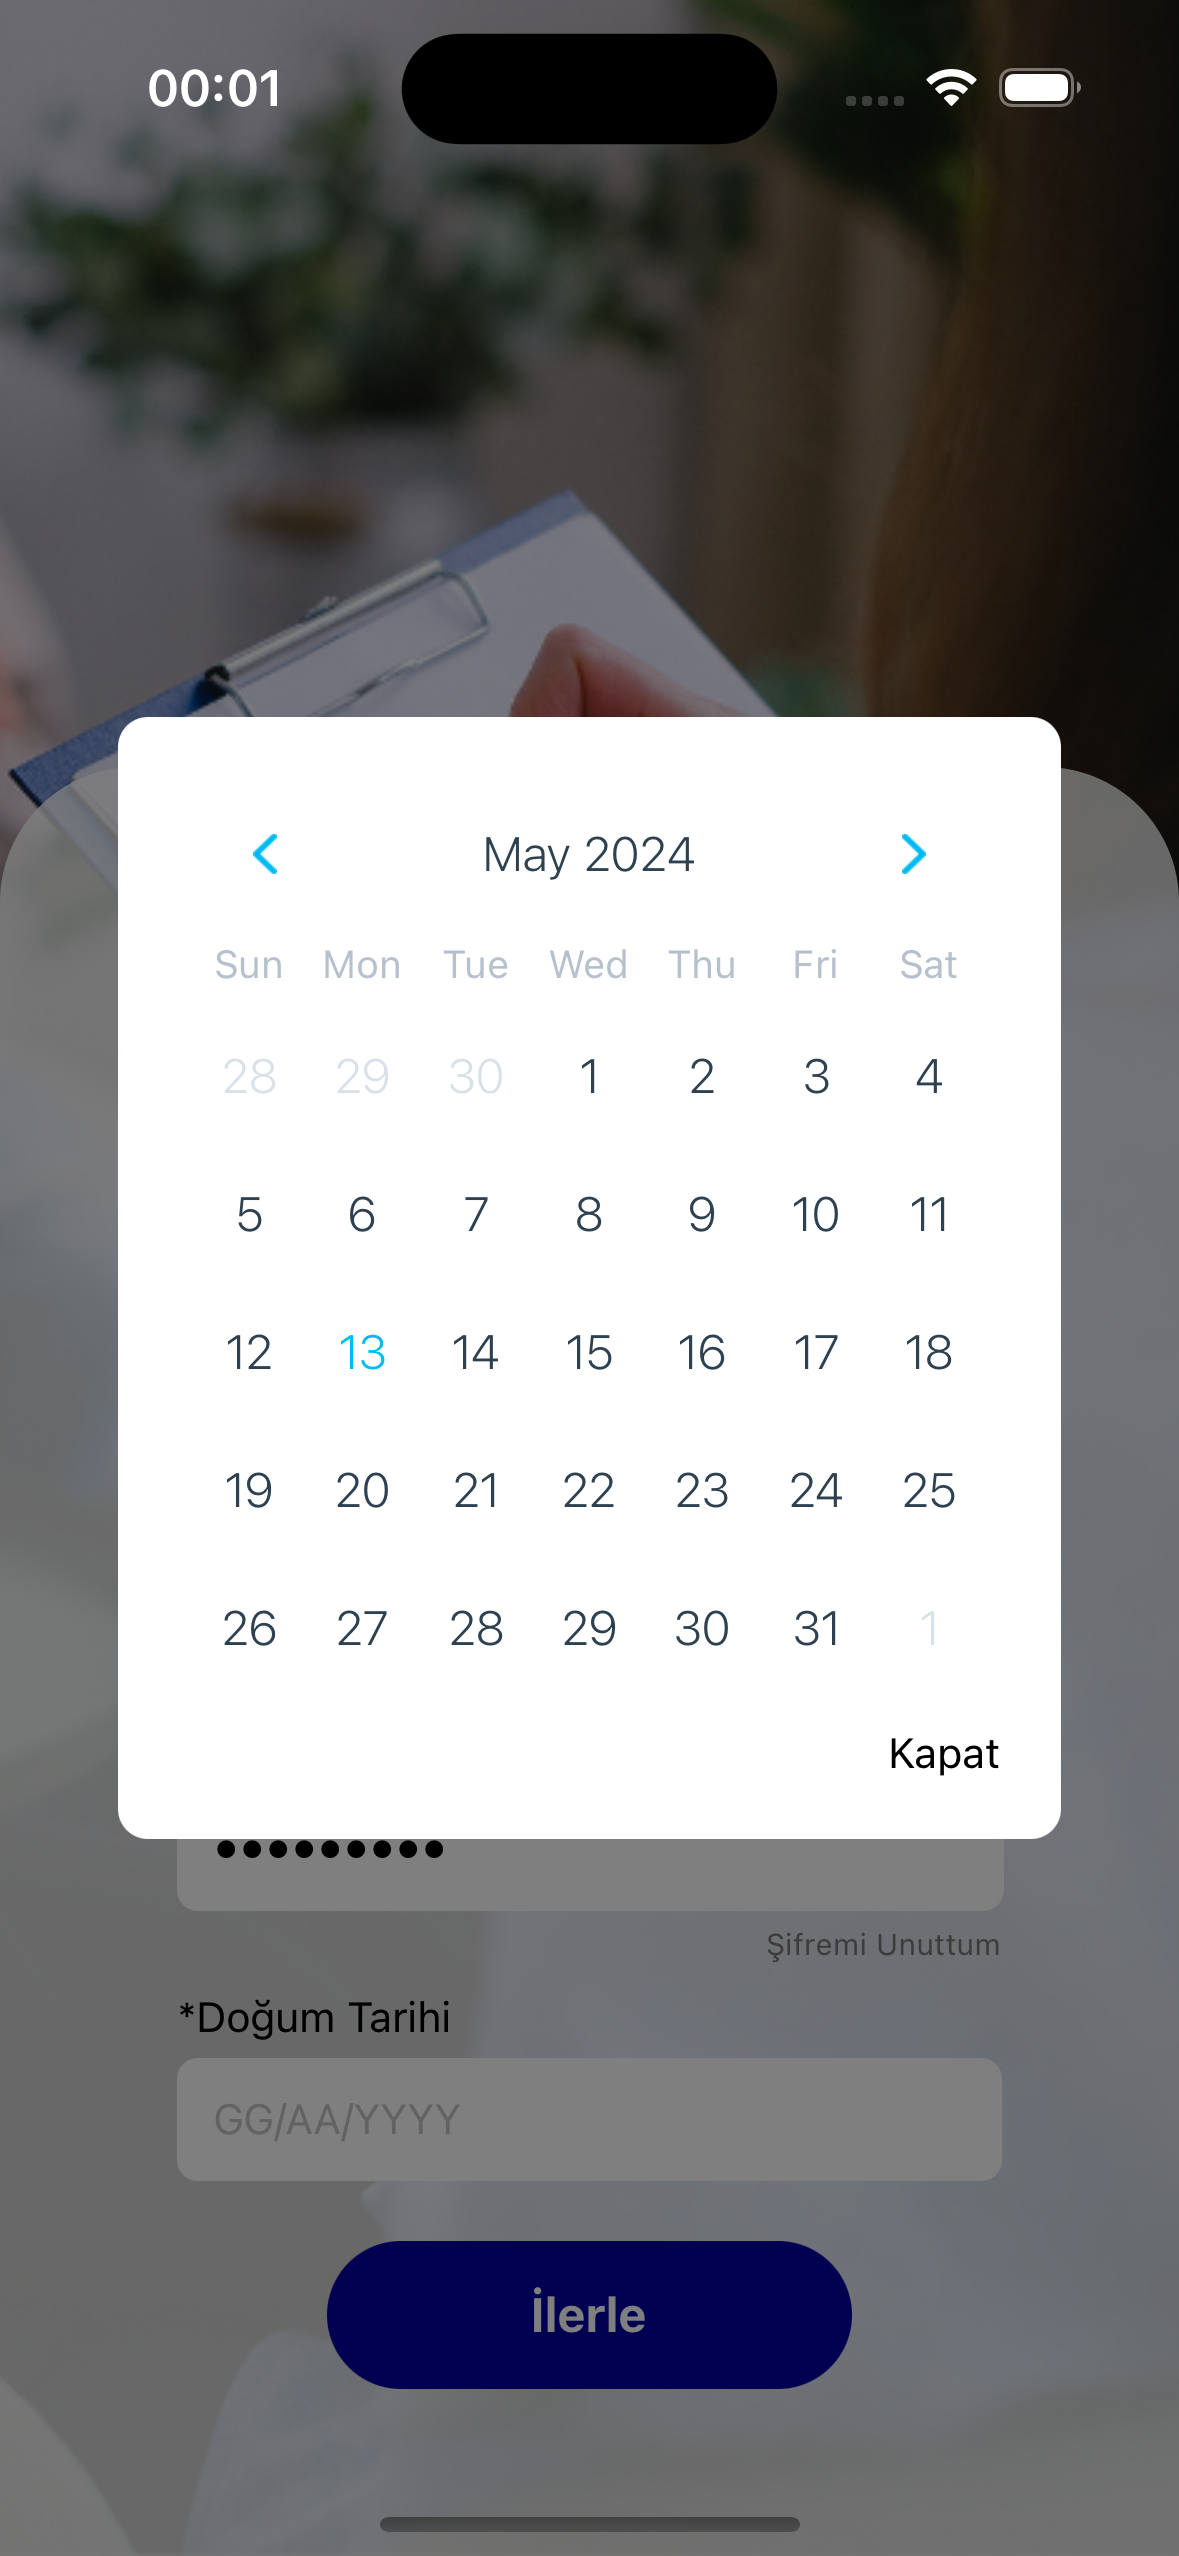 00:01
May 2024
Sun Mon Tue Wed Thu Fri Sat
28 29 30 1 2 3 4
5 6 7 8 9 10 11
12 13 14 15 16 17 18
19 20 21 22 23 24 25
26 27 28 29 30 31 1
Kapat
•••••••••
Şifremi Unuttum
*Doğum Tarihi
GG/AA/YYYY
İlerle